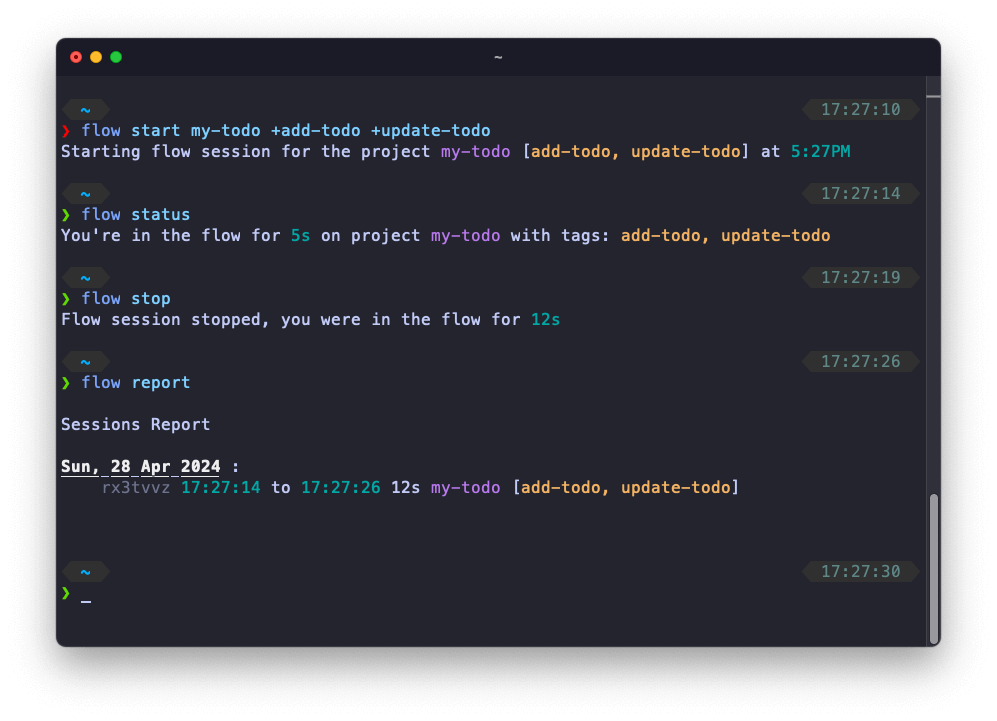 ~
~ 17:27:10
❯ flow start my-todo +add-todo +update-todo
Starting flow session for the project my-todo [add-todo, update-todo] at 5:27PM
~ 17:27:14
❯ flow status
You're in the flow for 5s on project my-todo with tags: add-todo, update-todo
~ 17:27:19
❯ flow stop
Flow session stopped, you were in the flow for 12s
~ 17:27:26
❯ flow report
Sessions Report
Sun, 28 Apr 2024 :
rx3tvvz 17:27:14 to 17:27:26 12s my-todo [add-todo, update-todo]
~ 17:27:30
❯ _